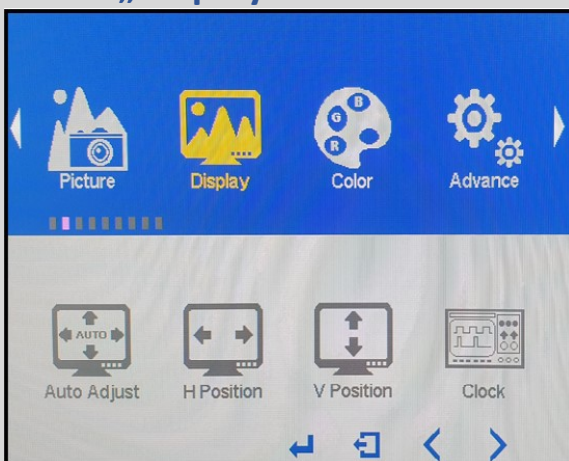 B
G
R
Picture Display Color Advance
AUTO
Auto Adjust H Position V Position Clock